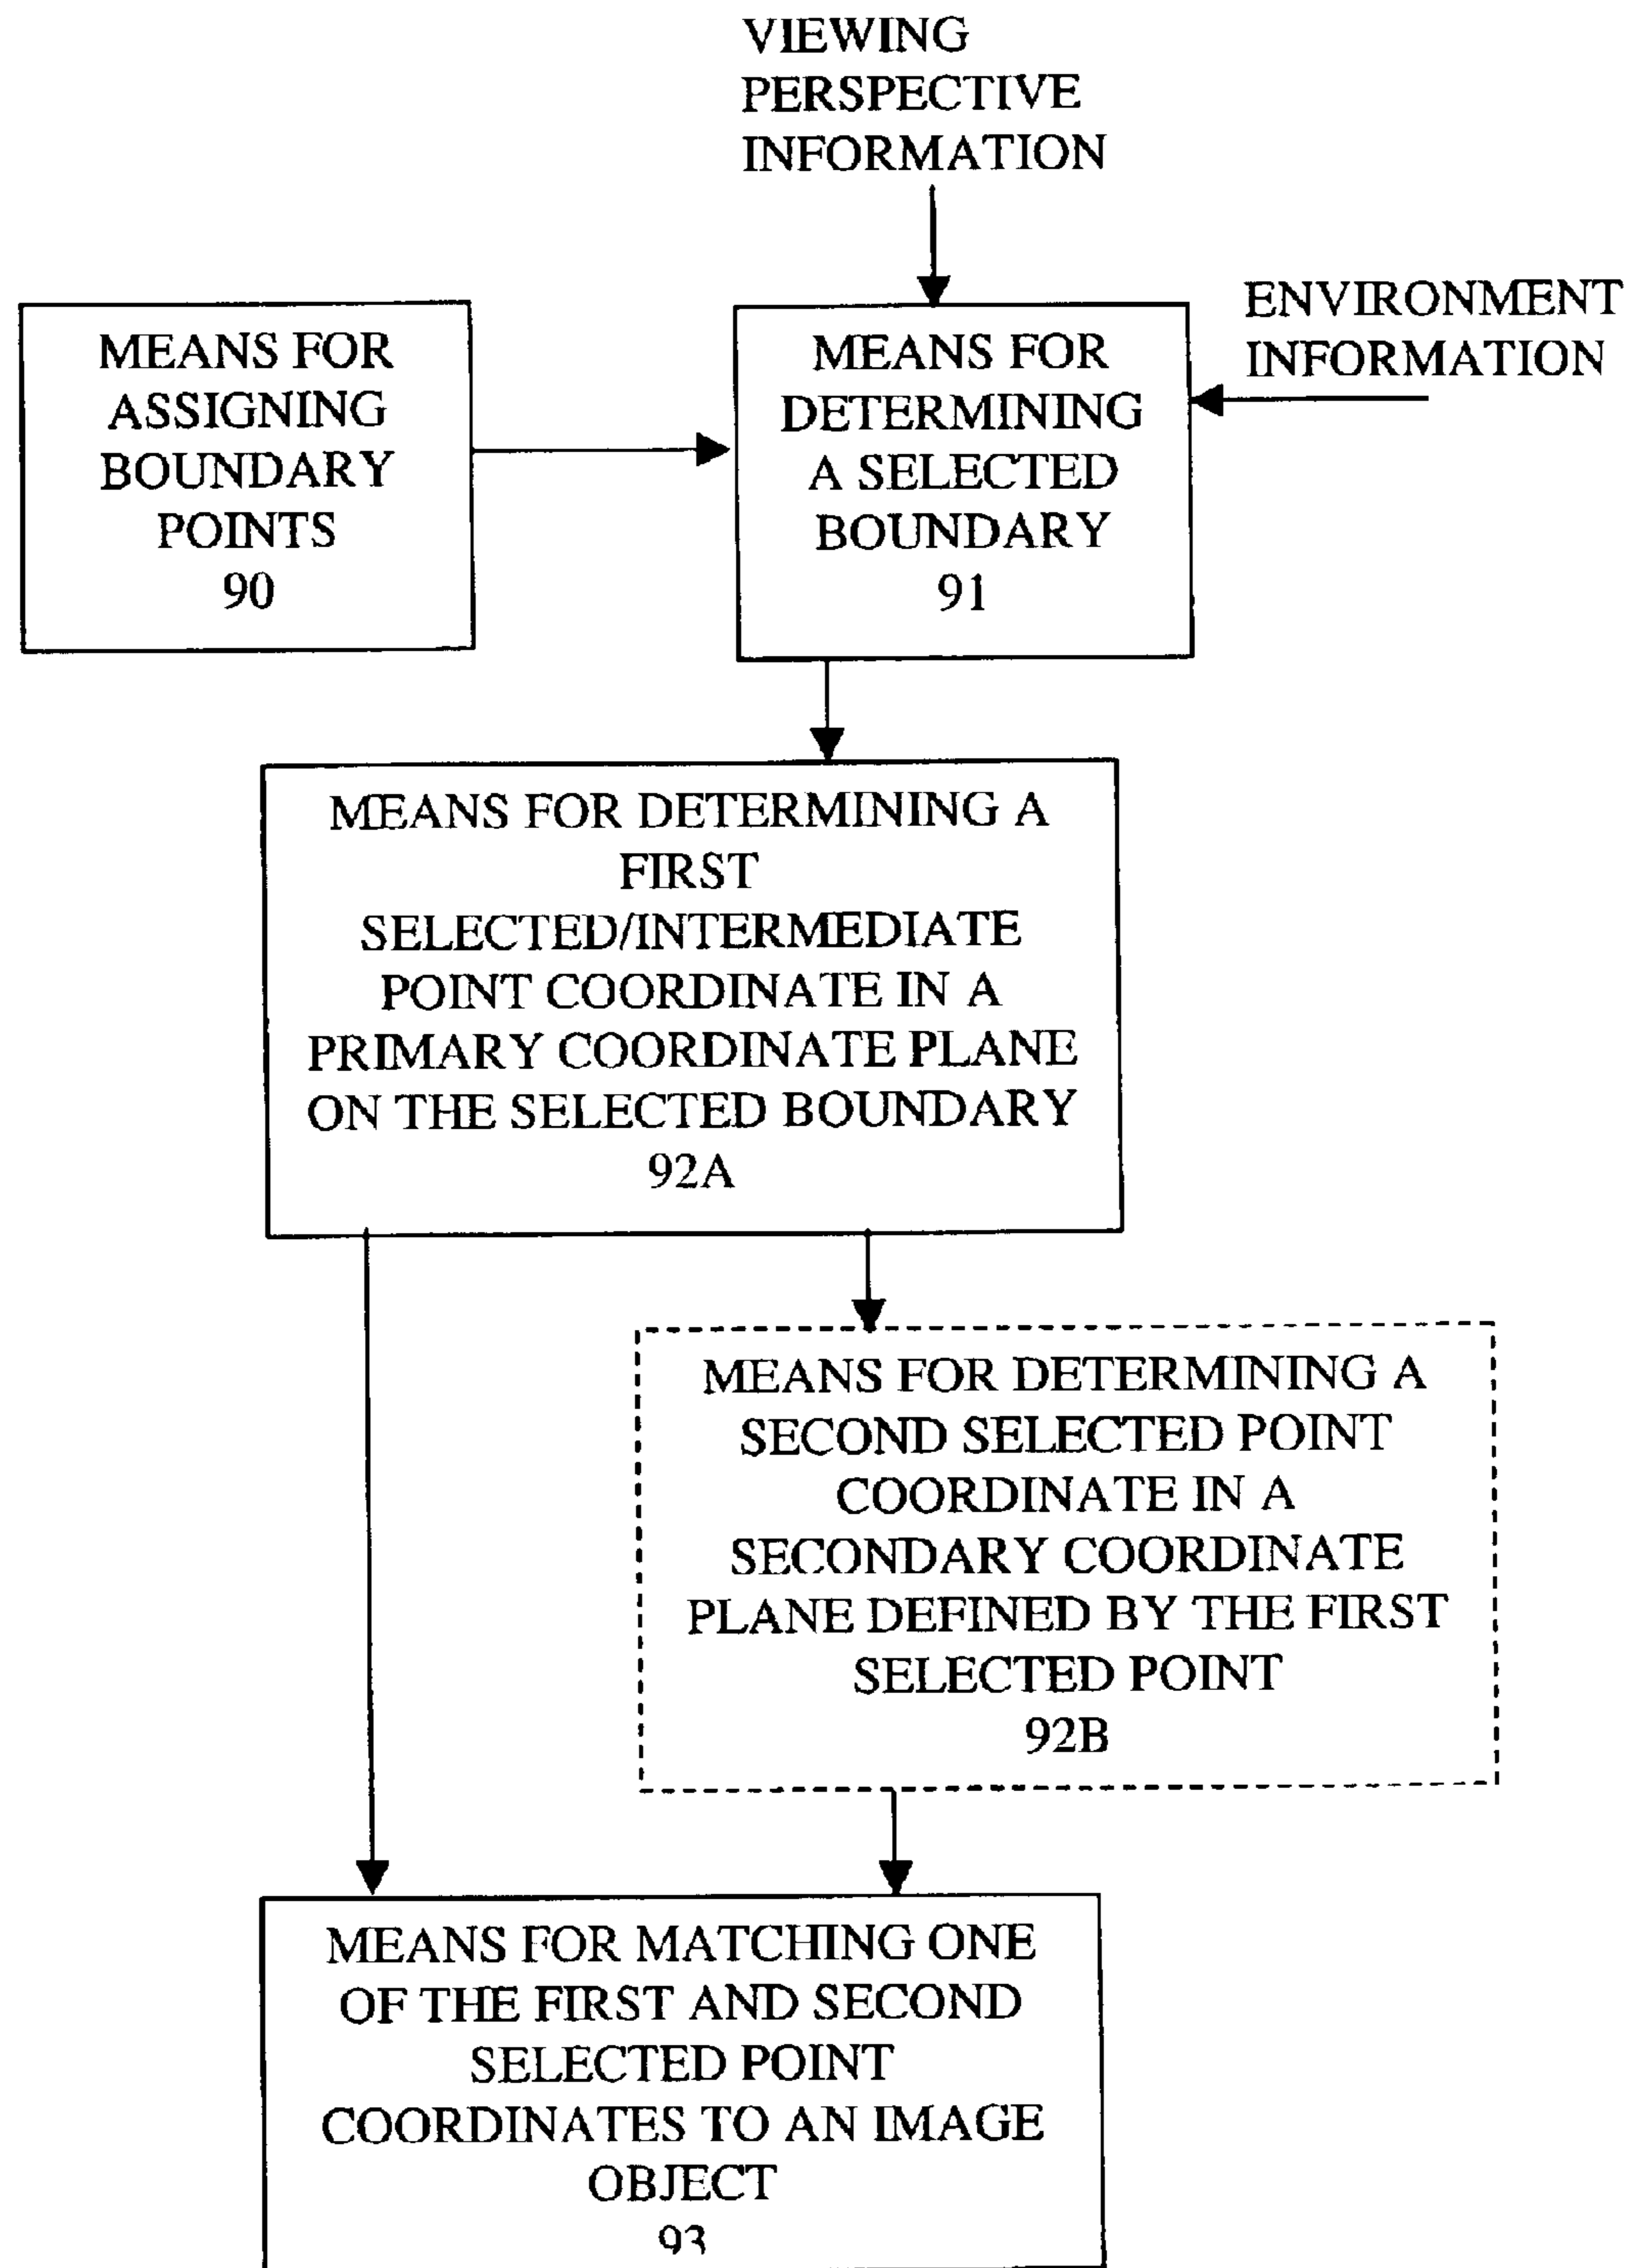 VIEWING
PERSPECTIVE
INFORMATION
ENVIRONMENT
INFORMATION
MEANS FOR
ASSIGNING
BOUNDARY
POINTS
90
MEANS FOR
DETERMINING
A SELECTED
BOUNDARY
91
MEANS FOR DETERMINING A
FIRST
SELECTED/INTERMEDIATE
POINT COORDINATE IN A
PRIMARY COORDINATE PLANE
ON THE SELECTED BOUNDARY
92A
MEANS FOR DETERMINING A
SECOND SELECTED POINT
COORDINATE IN A
SECONDARY COORDINATE
PLANE DEFINED BY THE FIRST
SELECTED POINT
92B
MEANS FOR MATCHING ONE
OF THE FIRST AND SECOND
SELECTED POINT
COORDINATES TO AN IMAGE
OBJECT
93